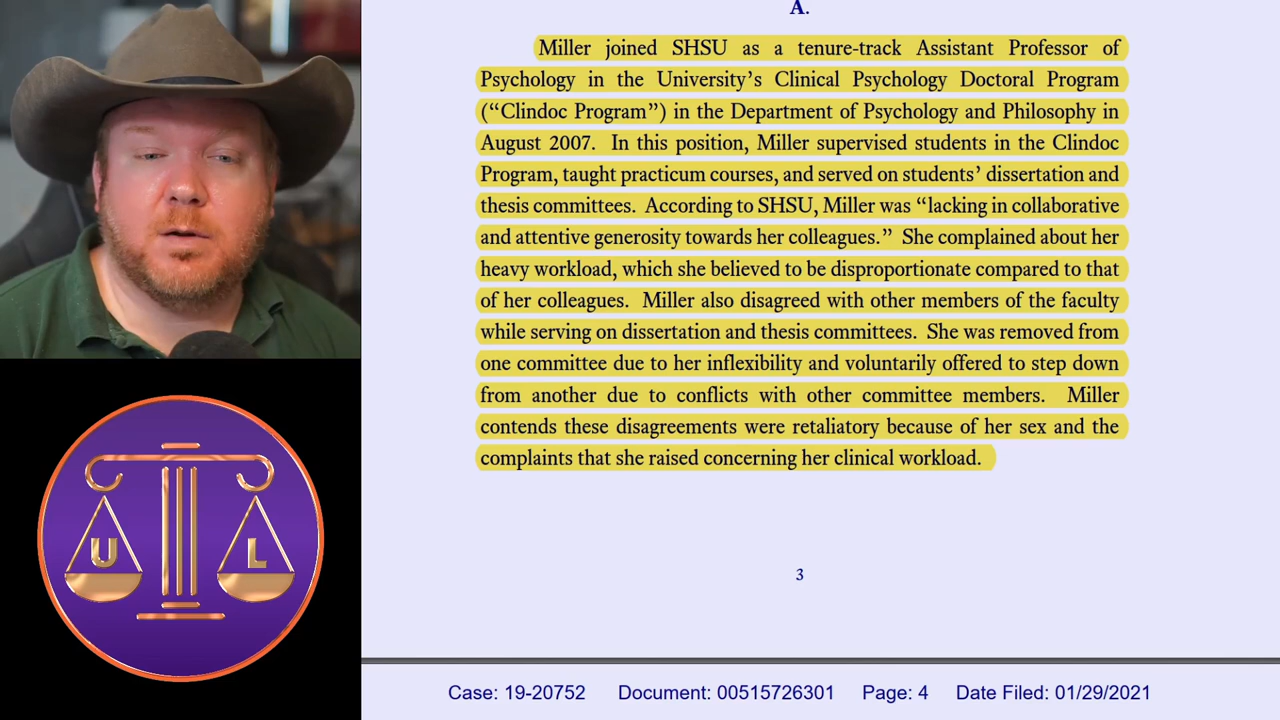 A.
Miller joined SHSU as a tenure-track Assistant Professor of
Psychology in the University’s Clinical Psychology Doctoral Program
(“Clindoc Program”) in the Department of Psychology and Philosophy in
August 2007. In this position, Miller supervised students in the Clindoc
Program, taught practicum courses, and served on students’ dissertation and
thesis committees. According to SHSU, Miller was “lacking in collaborative
and attentive generosity towards her colleagues.” She complained about her
heavy workload, which she believed to be disproportionate compared to that
of her colleagues. Miller also disagreed with other members of the faculty
while serving on dissertation and thesis committees. She was removed from
one committee due to her inflexibility and voluntarily offered to step down
from another due to conflicts with other committee members. Miller
contends these disagreements were retaliatory because of her sex and the
complaints that she raised concerning her clinical workload.
3
Case: 19-20752 Document: 00515726301 Page: 4 Date Filed: 01/29/2021
U L